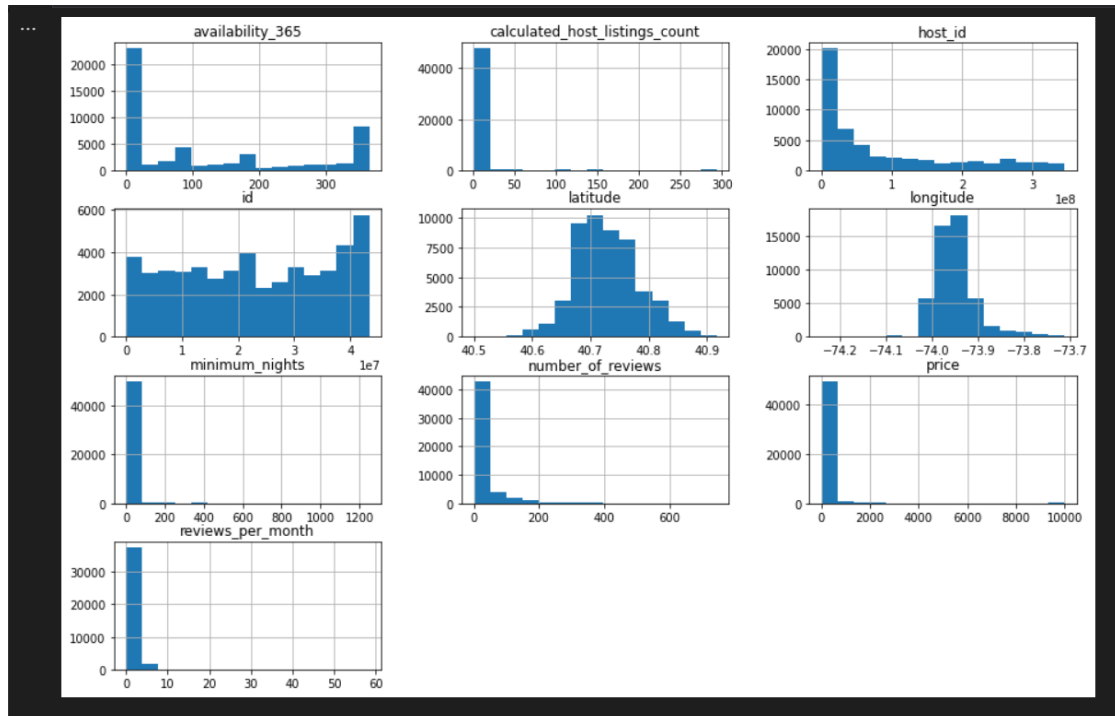 ...
availability_365
20000
15000
10000
5000
0
0 100 200 300
calculated_host_listings_count
40000
20000
0
0 50 100 150 200 250 300
host_id
20000
15000
10000
5000
0
0 1 2 3
1e8
id
6000
4000
2000
0
0 1 2 3 4
1e7
latitude
10000
7500
5000
2500
0
40.5 40.6 40.7 40.8 40.9
longitude
15000
10000
5000
0
−74.2 −74.1 −74.0 −73.9 −73.8 −73.7
minimum_nights
40000
20000
0
0 200 400 600 800 1000 1200
number_of_reviews
40000
30000
20000
10000
0
0 200 400 600
price
40000
20000
0
0 2000 4000 6000 8000 10000
reviews_per_month
30000
20000
10000
0
0 10 20 30 40 50 60